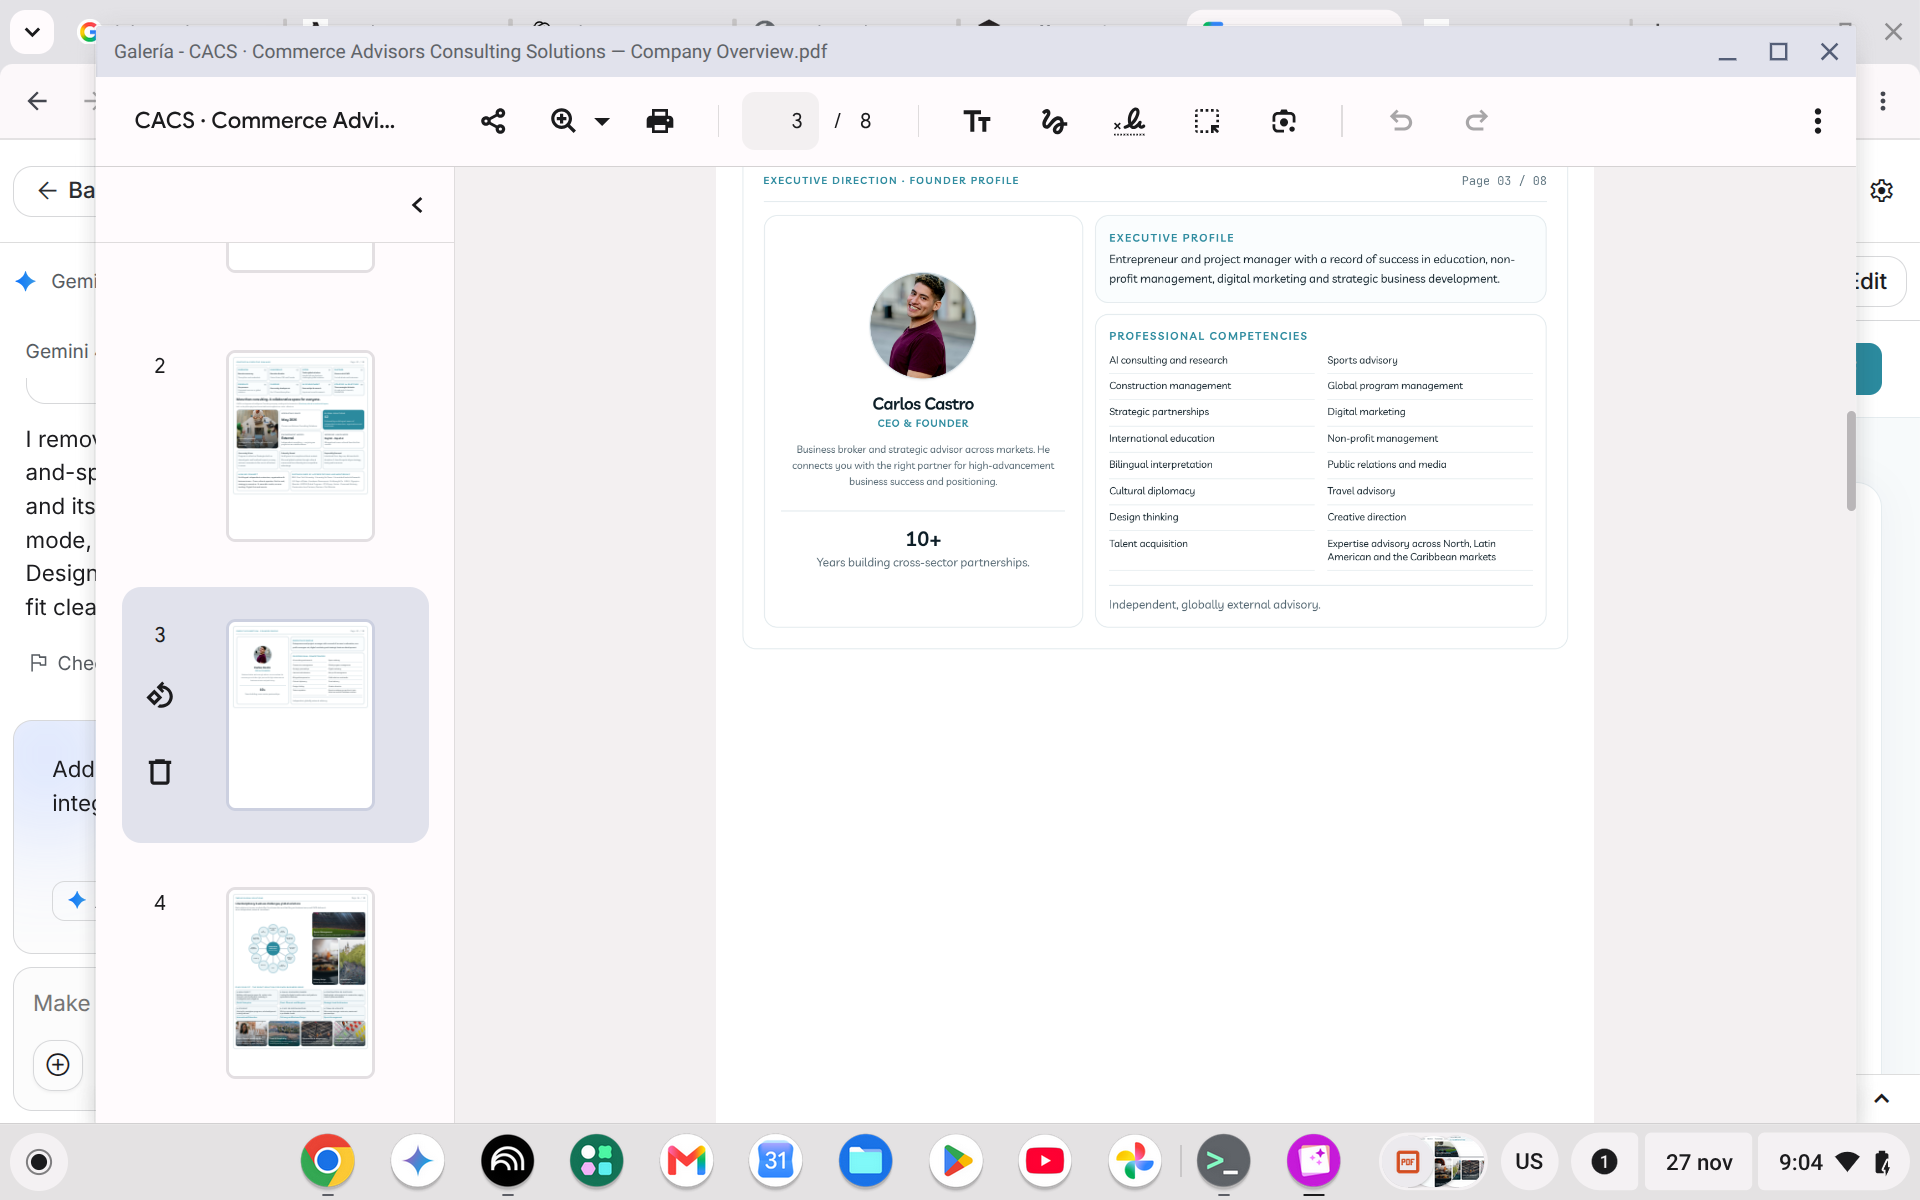 Galería - CACS · Commerce Advisors Consulting Solutions — Company Overview.pdf
CACS · Commerce Advi...
3 / 8
Ba
Gemi
Edit
Gemini
I remov
and-sp
and its
mode,
Design
fit clea
Chec
Add
integ
Make
2
3
4
EXECUTIVE DIRECTION · FOUNDER PROFILE
Page 03 / 08
Carlos Castro
CEO & FOUNDER
Business broker and strategic advisor across markets. He
connects you with the right partner for high-advancement
business success and positioning.
10+
Years building cross-sector partnerships.
EXECUTIVE PROFILE
Entrepreneur and project manager with a record of success in education, non-
profit management, digital marketing and strategic business development.
PROFESSIONAL COMPETENCIES
AI consulting and research
Sports advisory
Construction management
Global program management
Strategic partnerships
Digital marketing
International education
Non-profit management
Bilingual interpretation
Public relations and media
Cultural diplomacy
Travel advisory
Design thinking
Creative direction
Talent acquisition
Expertise advisory across North, Latin
American and the Caribbean markets
Independent, globally external advisory.
31
PDF
US
1
27 nov
9:04